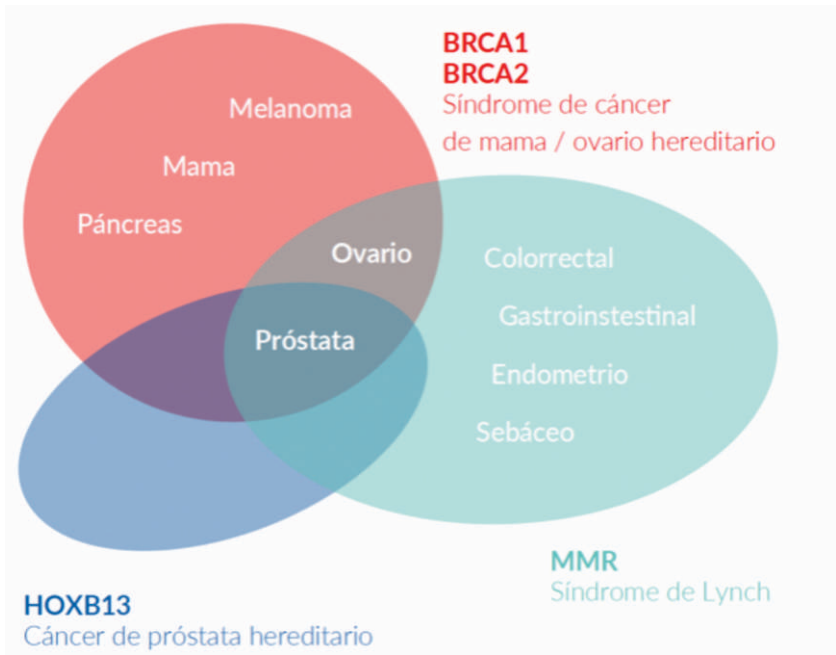 BRCA1
BRCA2
Síndrome de cáncer
de mama / ovario hereditario
Melanoma
Mama
Páncreas
Ovario
Próstata
Colorrectal
Gastroinstestinal
Endometrio
Sebáceo
MMR
Síndrome de Lynch
HOXB13
Cáncer de próstata hereditario